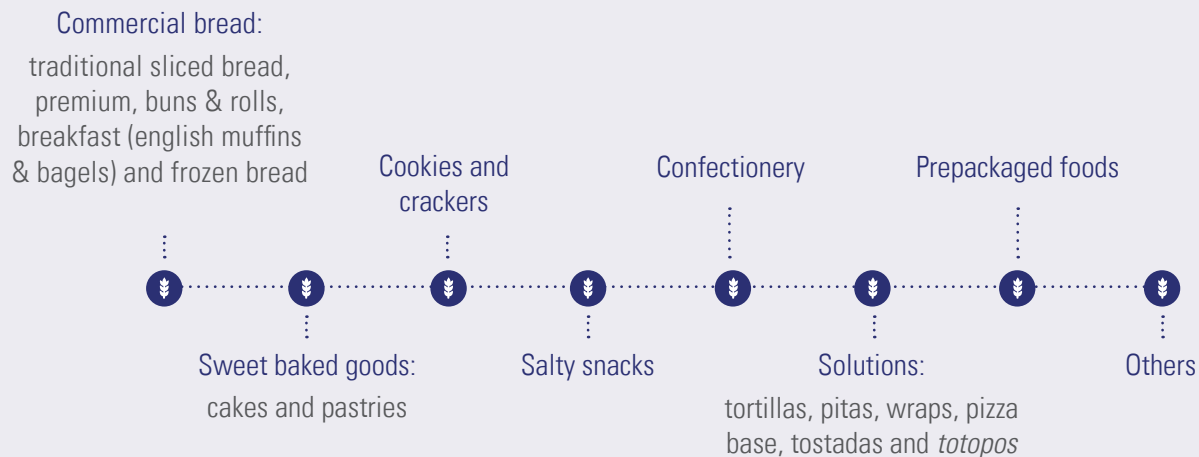 Commercial bread:
traditional sliced bread,
premium, buns & rolls,
breakfast (english muffins
& bagels) and frozen bread
Sweet baked goods:
cakes and pastries
Cookies and
crackers
Salty snacks
Confectionery
Solutions:
tortillas, pitas, wraps, pizza
base, tostadas and totopos
Prepackaged foods
Others